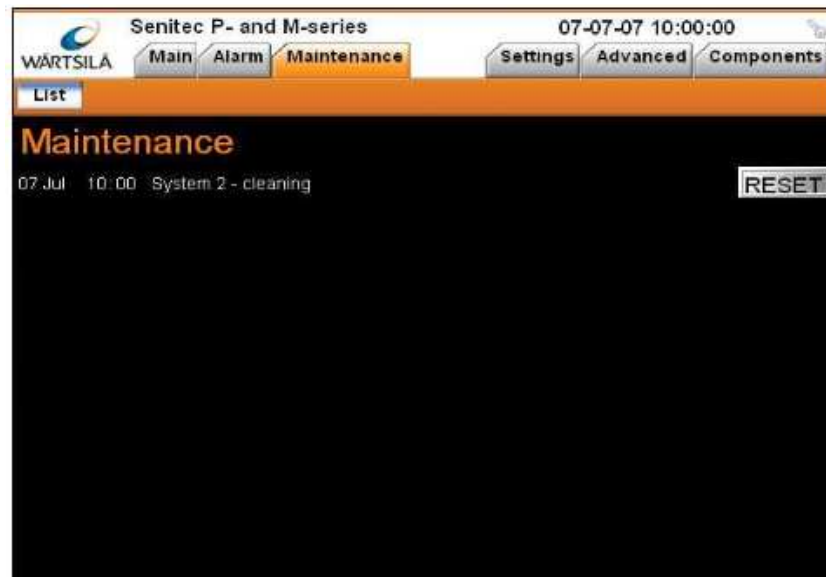 Senitec P- and M-series 07-07-07 10:00:00
WÄRTSILÄ Main Alarm Maintenance Settings Advanced Components
List
Maintenance
07 Jul 10:00 System 2 - cleaning RESET